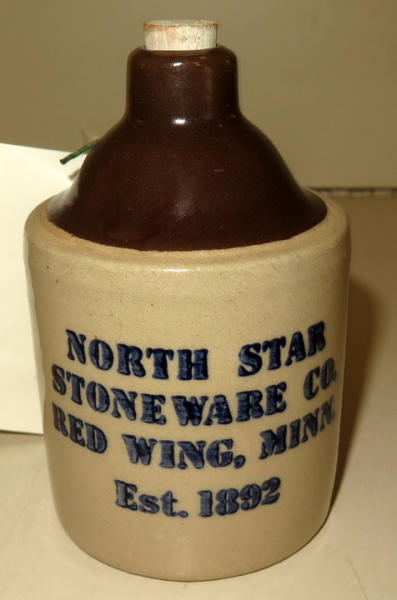 NORTH STAR
STONEWARE CO.
RED WING, MINN.
Est. 1892